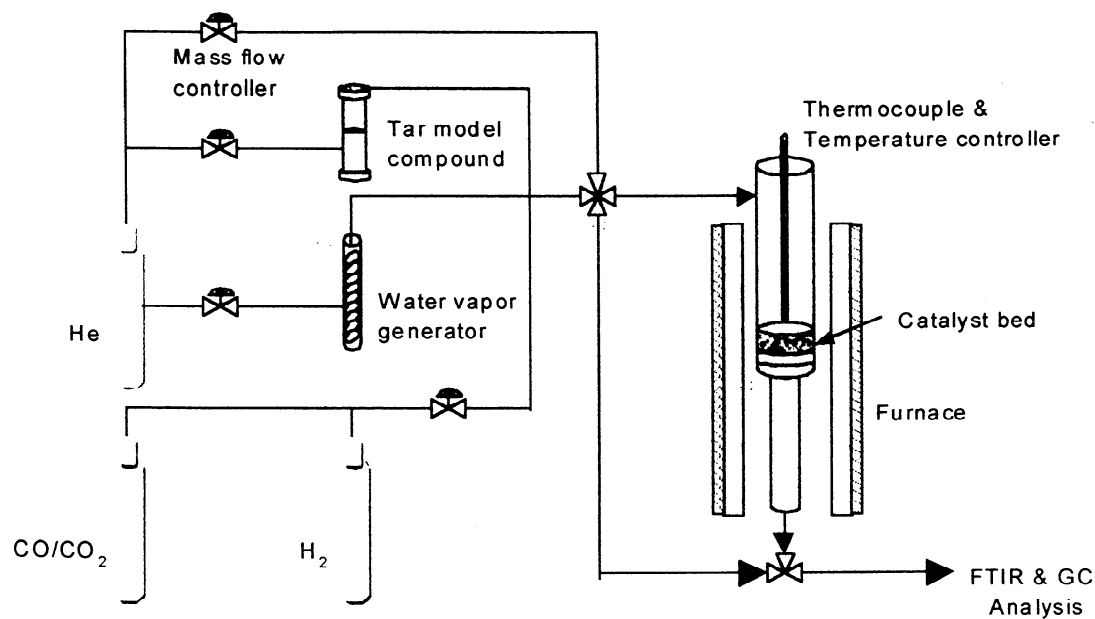 Mass flow
controller
Tar model
compound
Thermocouple &
Temperature controller
Water vapor
generator
He
Catalyst bed
Furnace
CO/CO2
H2
FTIR & GC
Analysis